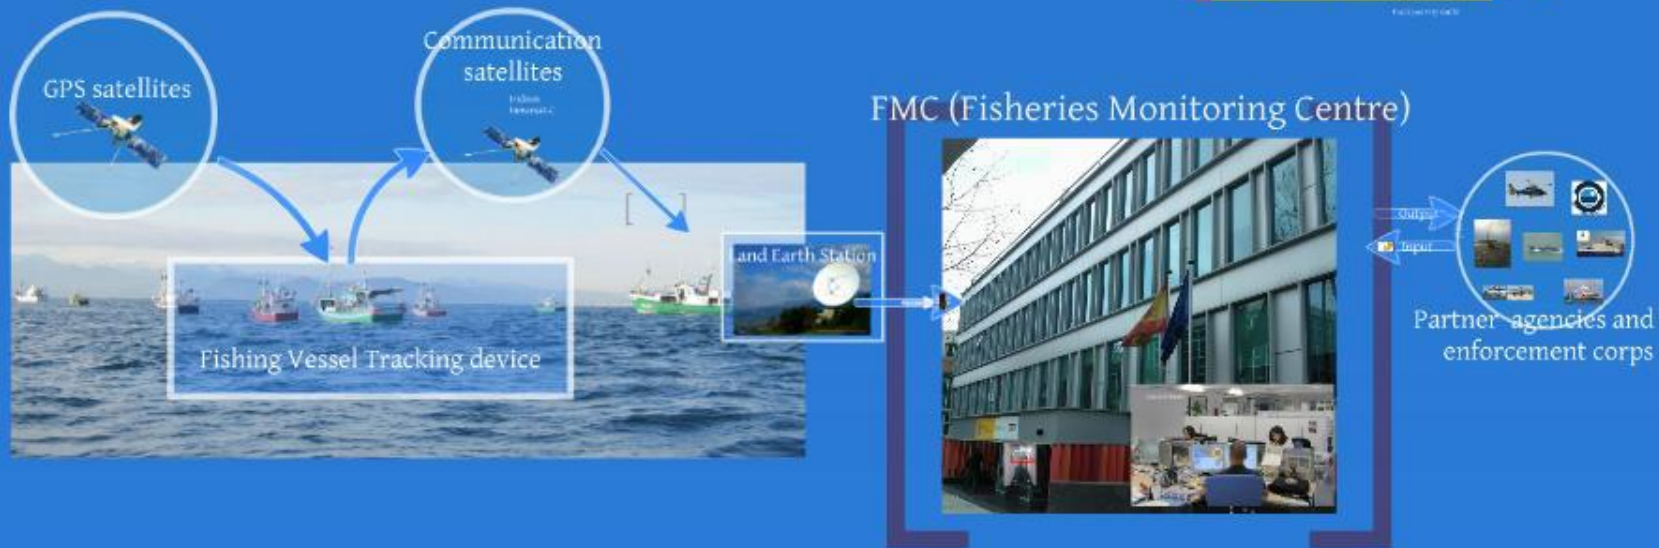 GPS satellites
Communication
satellites
Fishing Vessel Tracking device
Land Earth Station
FMC (Fisheries Monitoring Centre)
Output
Input
Partner agencies and
enforcement corps